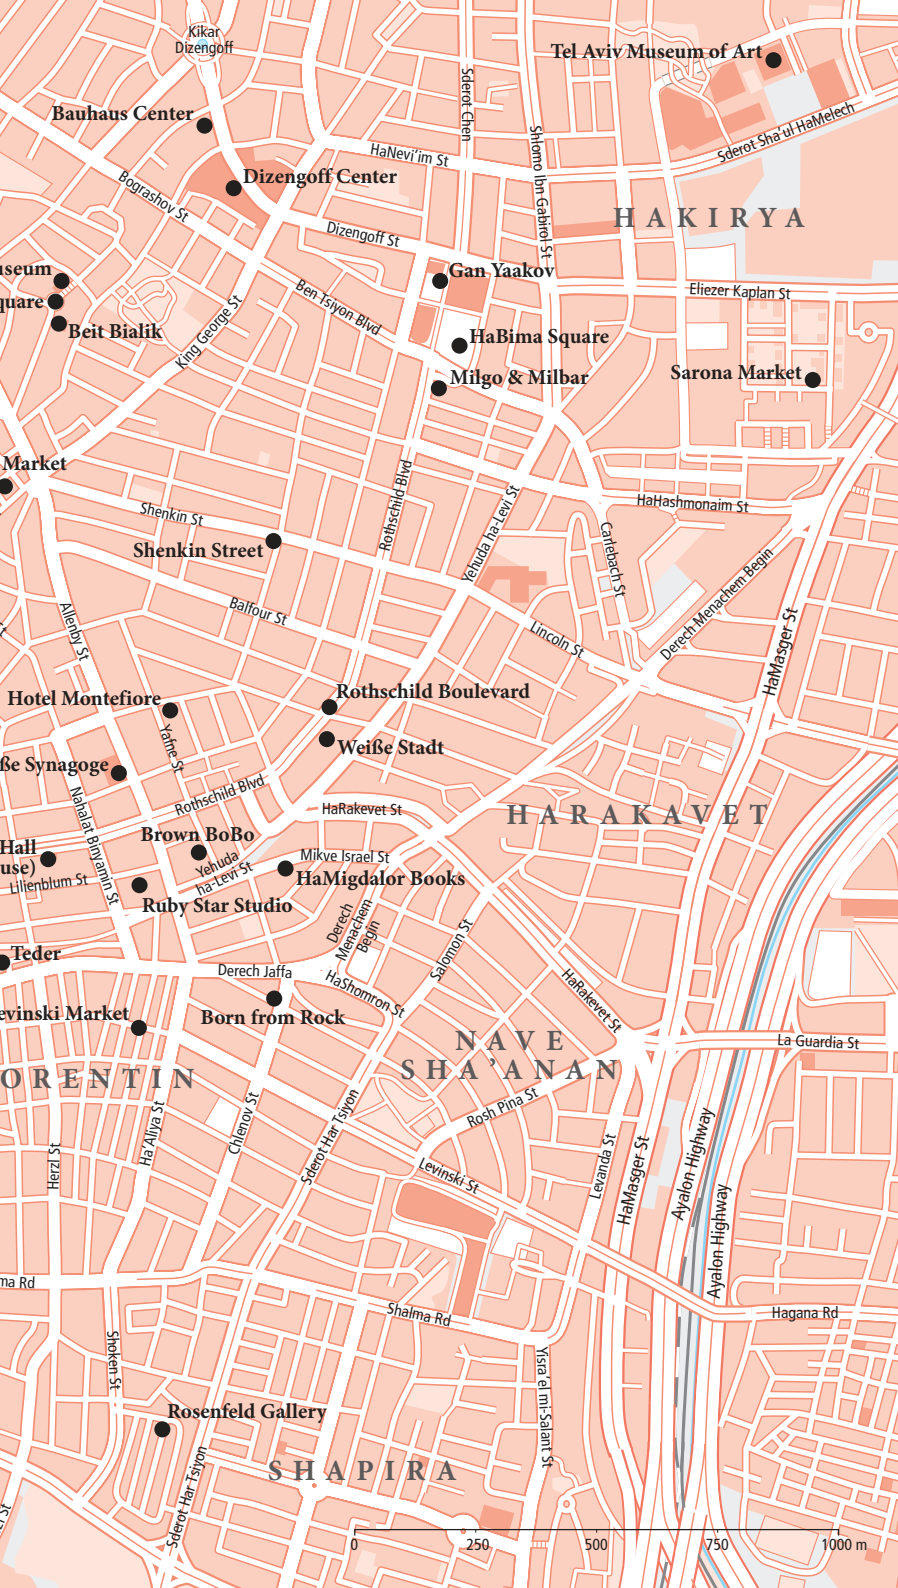 Kikar
Dizengoff
Tel Aviv Museum of Art
Sderot Chen
Bauhaus Center
Sderot Sha'ul HaMelech
HaNevi'im St
Shlomo Ibn Gabirol St
Dizengoff Center
Bograshov St
HAKIRYA
Dizengoff St
useum
Gan Yaakov
quare
Ben Tsiyon Blvd
Eliezer Kaplan St
Beit Bialik
King George St
HaBima Square
Milgo & Milbar
Sarona Market
Market
Rothschild Blvd
Yehuda ha-Levi St
HaHashmonaim St
Shenkin St
Shenkin Street
Carlebach St
Derech Menachem Begin
Balfour St
Allenby St
Lincoln St
HaMasger St
Hotel Montefiore
Rothschild Boulevard
Yafne St
Weiße Stadt
ße Synagoge
Nahalat Binyamin St
Rothschild Blvd
HaRakevet St
HARAKAVET
Brown BoBo
Hall
use)
Yehuda
ha-Levi St
Mikve Israel St
HaMigdalor Books
Lilienblum St
Ruby Star Studio
Derech
Menachem
Begin
Salomon St
Teder
Derech Jaffa
HaShomron St
HaRakevet St
evinski Market
Born from Rock
NAVE
SHA'ANAN
La Guardia St
ORENTIN
Rosh Pina St
Ha'Aliya St
Chlenov St
Sderot Har Tsiyon
Herzl St
Levinski St
Levanda St
HaMasger St
Ayalon Highway
Ayalon Highway
ma Rd
Shalma Rd
Hagana Rd
Shoken St
Yisra'el mi-Salant St
Rosenfeld Gallery
Sderot Har Tsiyon
SHAPIRA
0 250 500 750 1000 m